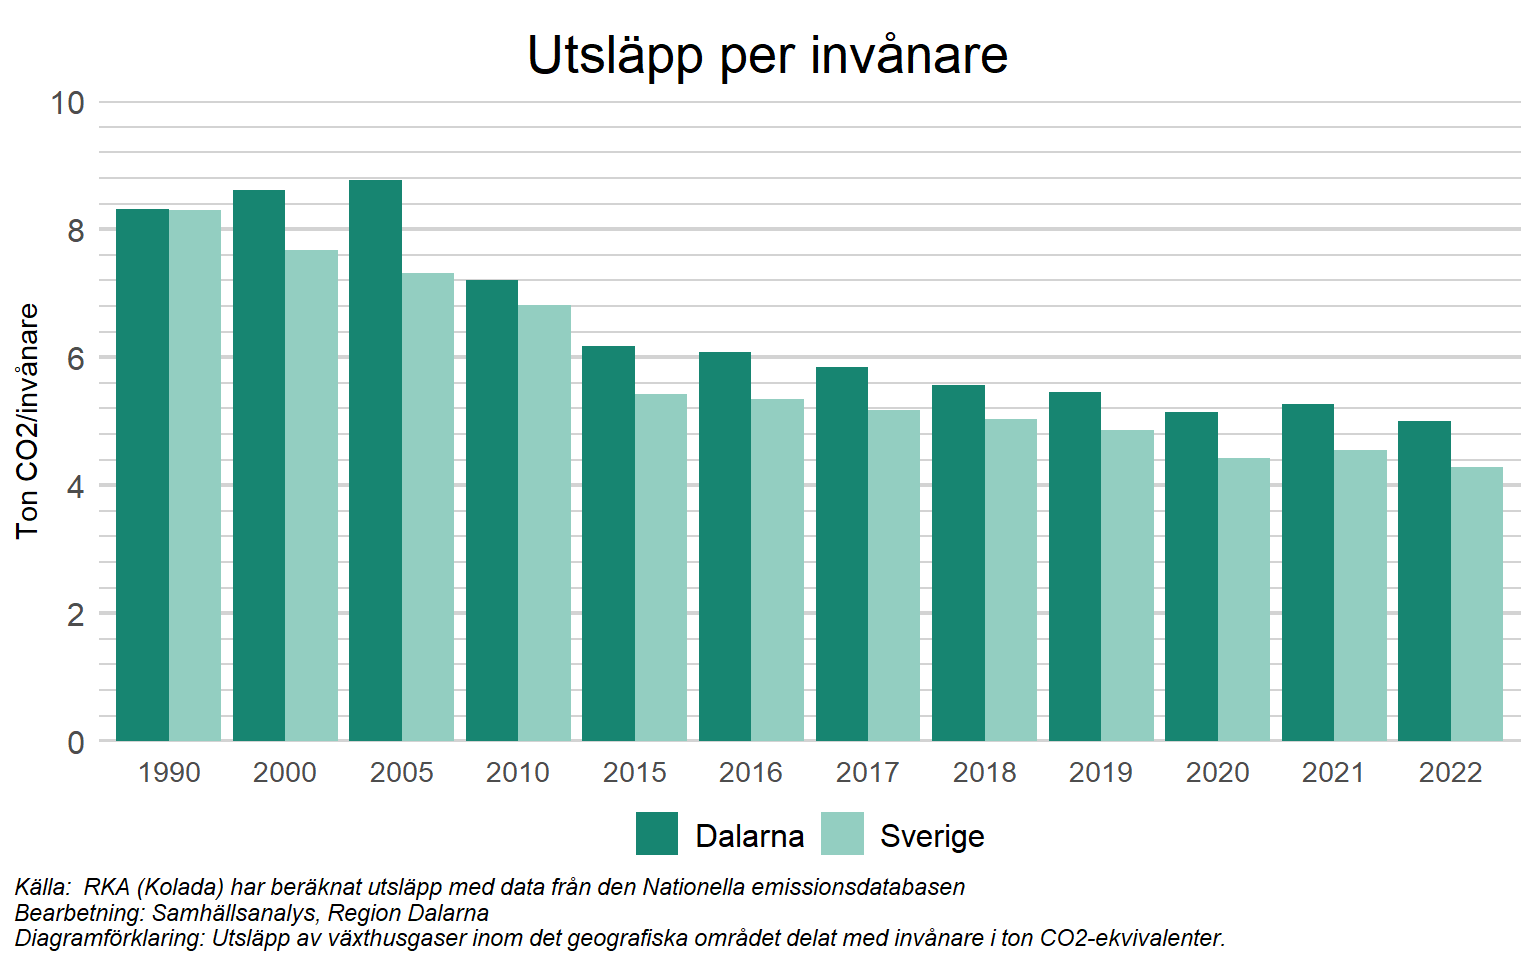 Utsläpp per invånare
10
8
6
4
2
0
Ton CO2/invånare
1990 2000 2005 2010 2015 2016 2017 2018 2019 2020 2021 2022
Dalarna Sverige
Källa:  RKA (Kolada) har beräknat utsläpp med data från den Nationella emissionsdatabasen
Bearbetning: Samhällsanalys, Region Dalarna
Diagramförklaring: Utsläpp av växthusgaser inom det geografiska området delat med invånare i ton CO2-ekvivalenter.